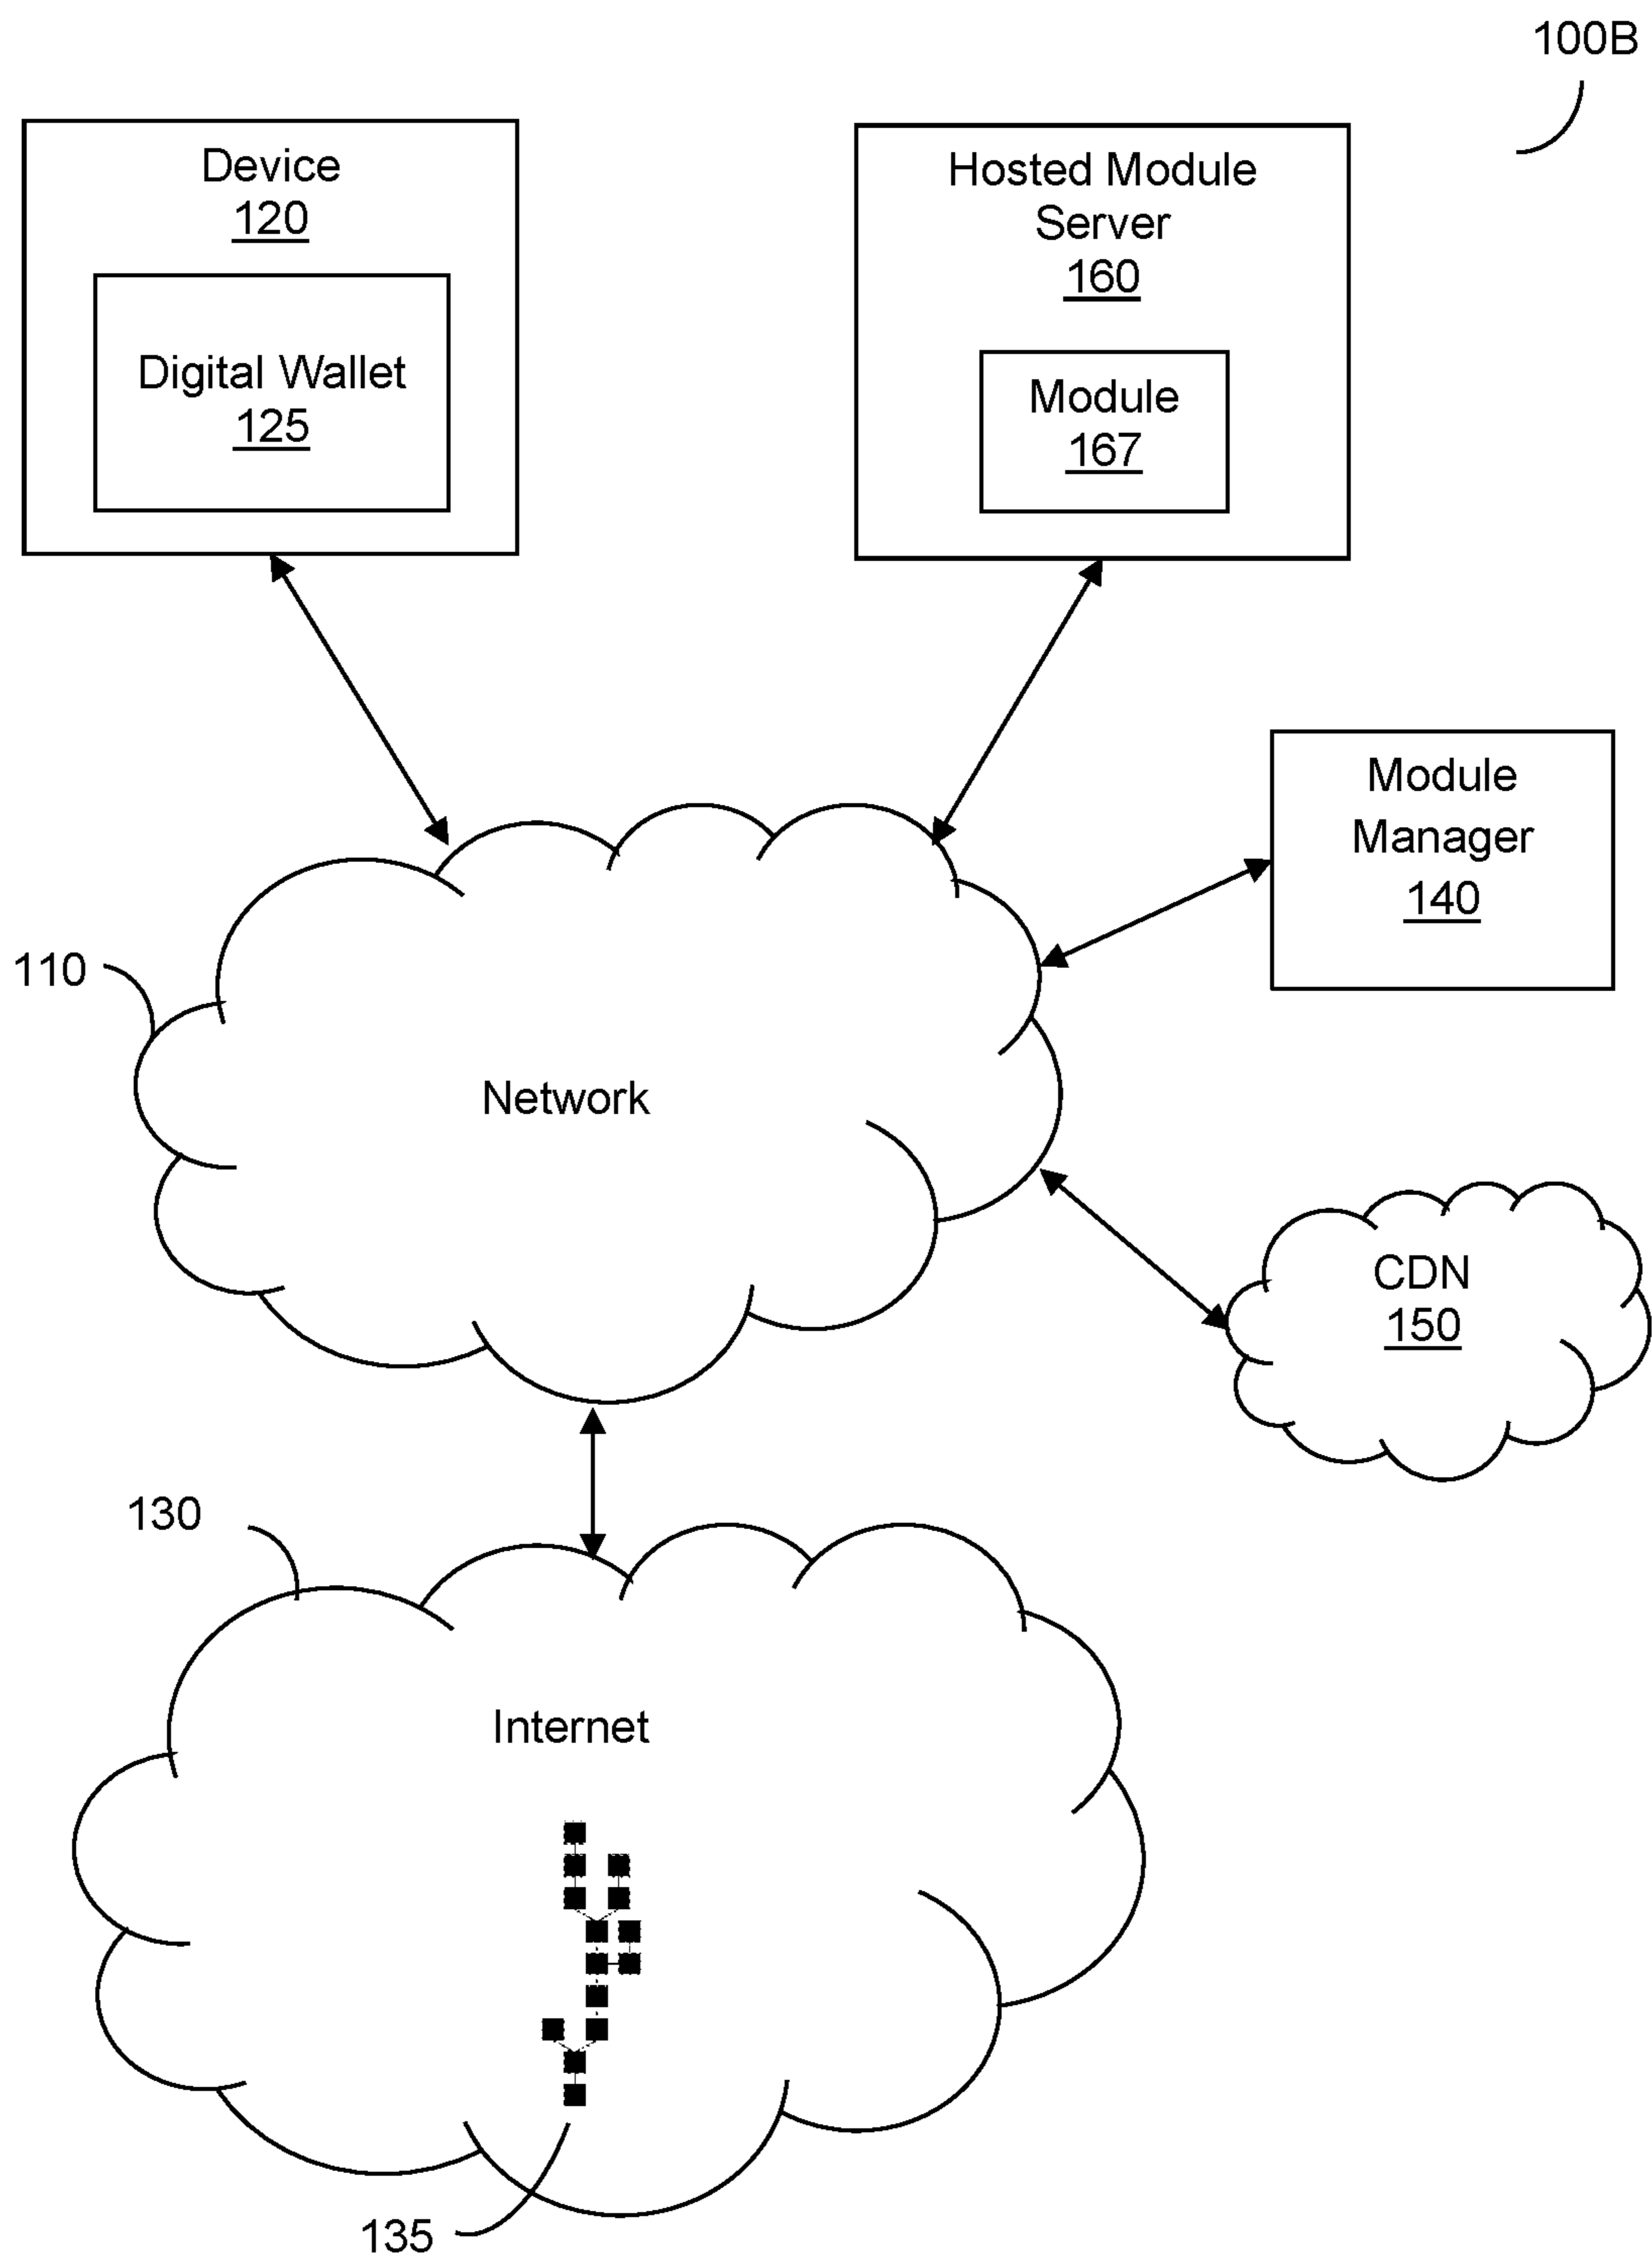 100B
Device
120
Digital Wallet
125
Hosted Module
Server
160
Module
167
Module
Manager
140
110
Network
CDN
150
130
Internet
135